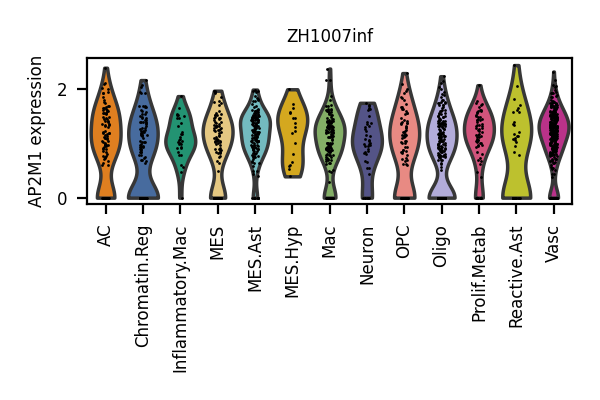 ZH1007inf
AP2M1 expression
2
0
AC
Chromatin.Reg
Inflammatory.Mac
MES
MES.Ast
MES.Hyp
Mac
Neuron
OPC
Oligo
Prolif.Metab
Reactive.Ast
Vasc